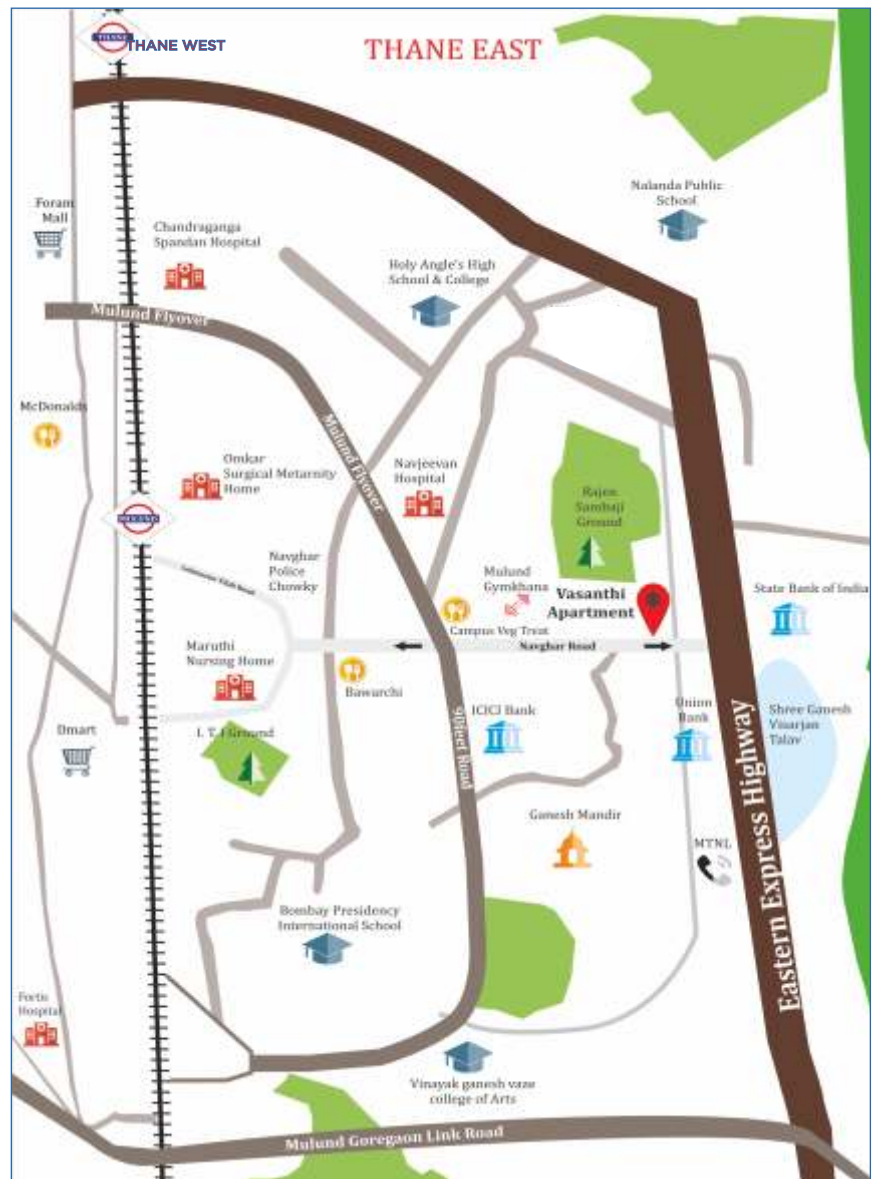 THANE
THANE WEST
THANE EAST
Nalanda Public
School
Foram
Mall
Chandraganga
Spandan Hospital
Holy Angle's High
School & College
Mulund Flyover
McDonalds
Mulund Flyover
Omkar
Surgical Metarnity
Home
Navjeevan
Hospital
Rajen
Sambaji
Ground
MULUND
Navghar
Police
Chowky
Mulund
Gymkhana
Vasanthi
Apartment
State Bank of India
Campus Veg Treat
Navghar Road
Maruthi
Nursing Home
Bawurchi
Union
Bank
ICICI Bank
Shree Ganesh
Visarjan
Talav
Dmart
I. T. I Ground
90feet Road
Eastern Express Highway
Ganesh Mandir
MTNL
Bombay Presidency
International School
Fortis
Hospital
Vinayak ganesh vaze
college of Arts
Mulund Goregaon Link Road